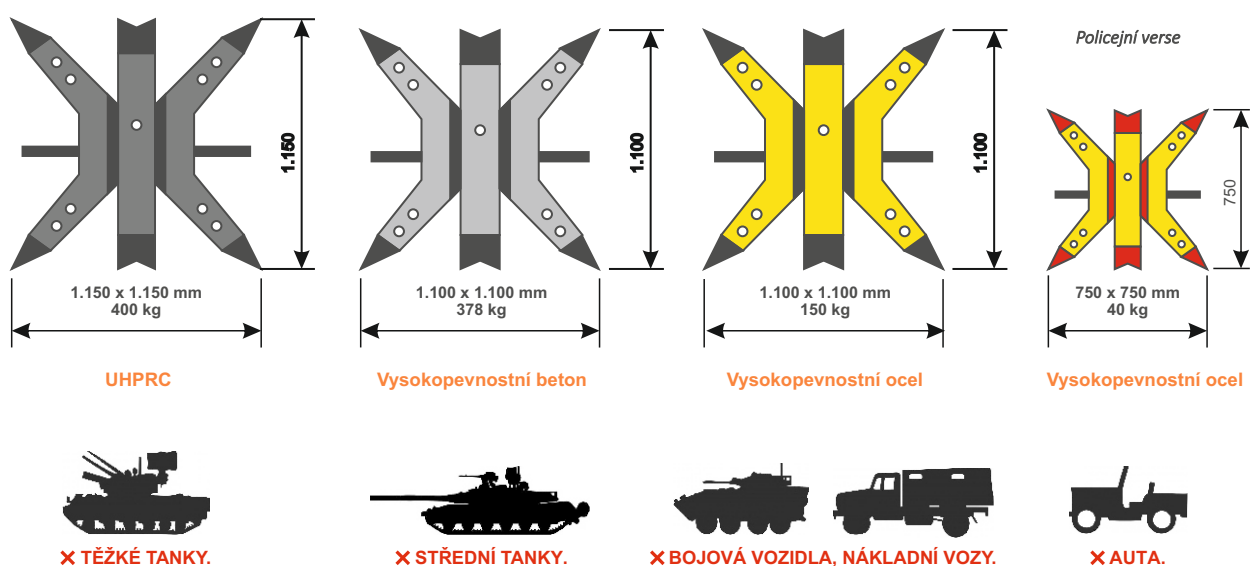 Policejní verse
1.150
1.100
1.100
750
1.150 x 1.150 mm
400 kg
1.100 x 1.100 mm
378 kg
1.100 x 1.100 mm
150 kg
750 x 750 mm
40 kg
UHPRC
Vysokopevnostní beton
Vysokopevnostní ocel
Vysokopevnostní ocel
✕ TĚŽKÉ TANKY.
✕ STŘEDNÍ TANKY.
✕ BOJOVÁ VOZIDLA, NÁKLADNÍ VOZY.
✕ AUTA.